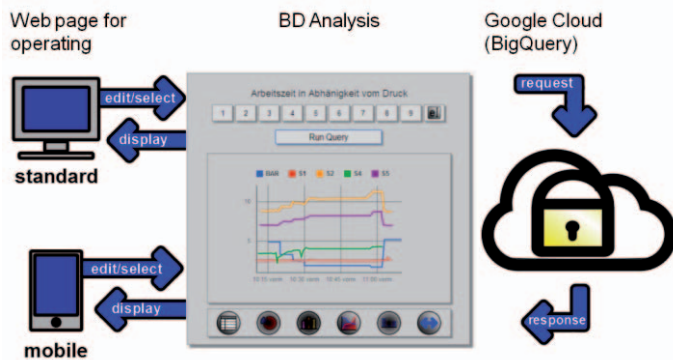 Web page for
operating
BD Analysis
Google Cloud
(BigQuery)
edit/select
display
standard
edit/select
display
mobile
Arbeitszeit in Abhänigkeit vom Druck
1 2 3 4 5 6 7 8 9 all
Run Query
S1 S2 S4 S5
request
response